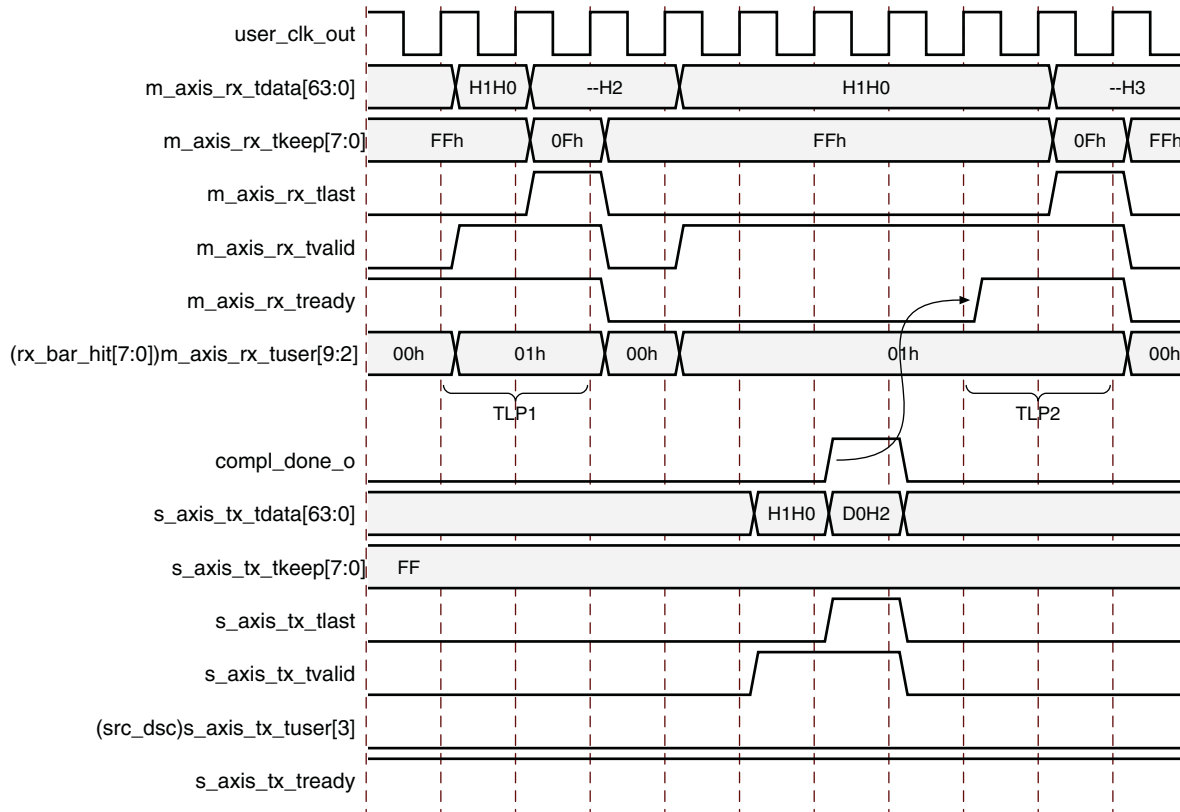 user_clk_out
m_axis_rx_tdata[63:0] H1H0 --H2 H1H0 --H3
m_axis_rx_tkeep[7:0] FFh 0Fh FFh 0Fh FFh
m_axis_rx_tlast
m_axis_rx_tvalid
m_axis_rx_tready
(rx_bar_hit[7:0])m_axis_rx_tuser[9:2] 00h 01h 00h 01h 00h
TLP1 TLP2
compl_done_o
s_axis_tx_tdata[63:0] H1H0 D0H2
s_axis_tx_tkeep[7:0] FF
s_axis_tx_tlast
s_axis_tx_tvalid
(src_dsc)s_axis_tx_tuser[3]
s_axis_tx_tready